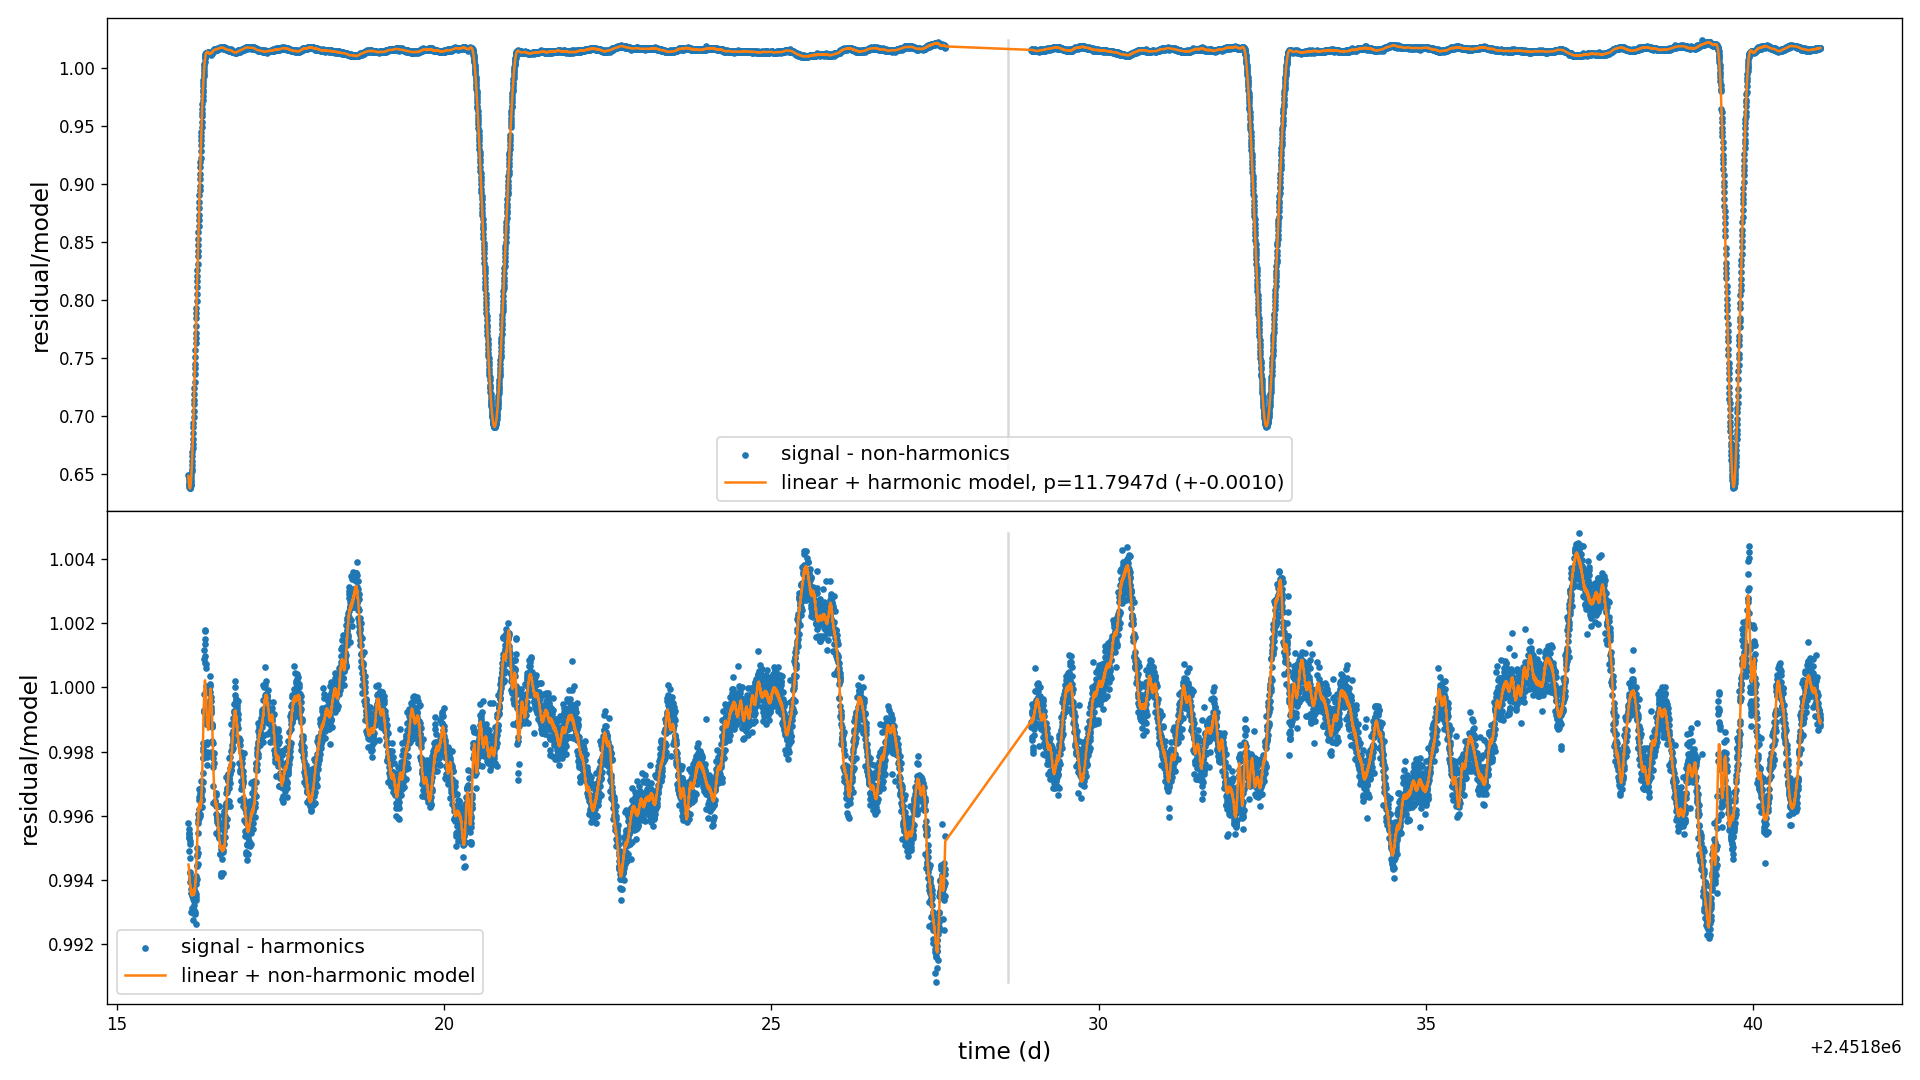 1.00
0.95
0.90
0.85
0.80
0.75
0.70
0.65
residual/model
signal - non-harmonics
linear + harmonic model, p=11.7947d (+-0.0010)
1.004
1.002
1.000
0.998
0.996
0.994
0.992
residual/model
signal - harmonics
linear + non-harmonic model
15 20 25 30 35 40
time (d)
+2.4518e6